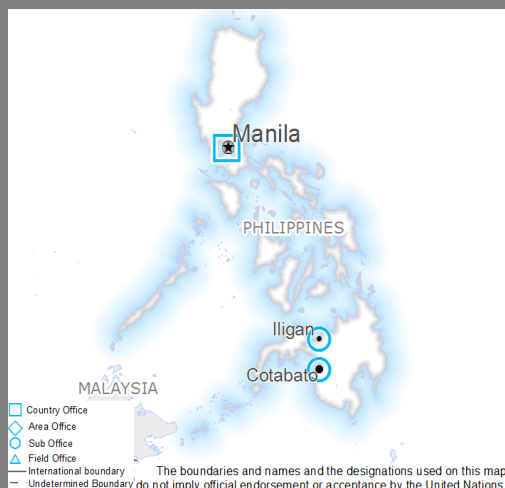 Manila
PHILIPPINES
Iligan
Cotabato
MALAYSIA
Country Office
Area Office
Sub Office
Field Office
International boundary
Undetermined Boundary
The boundaries and names and the designations used on this map
do not imply official endorsement or acceptance by the United Nations